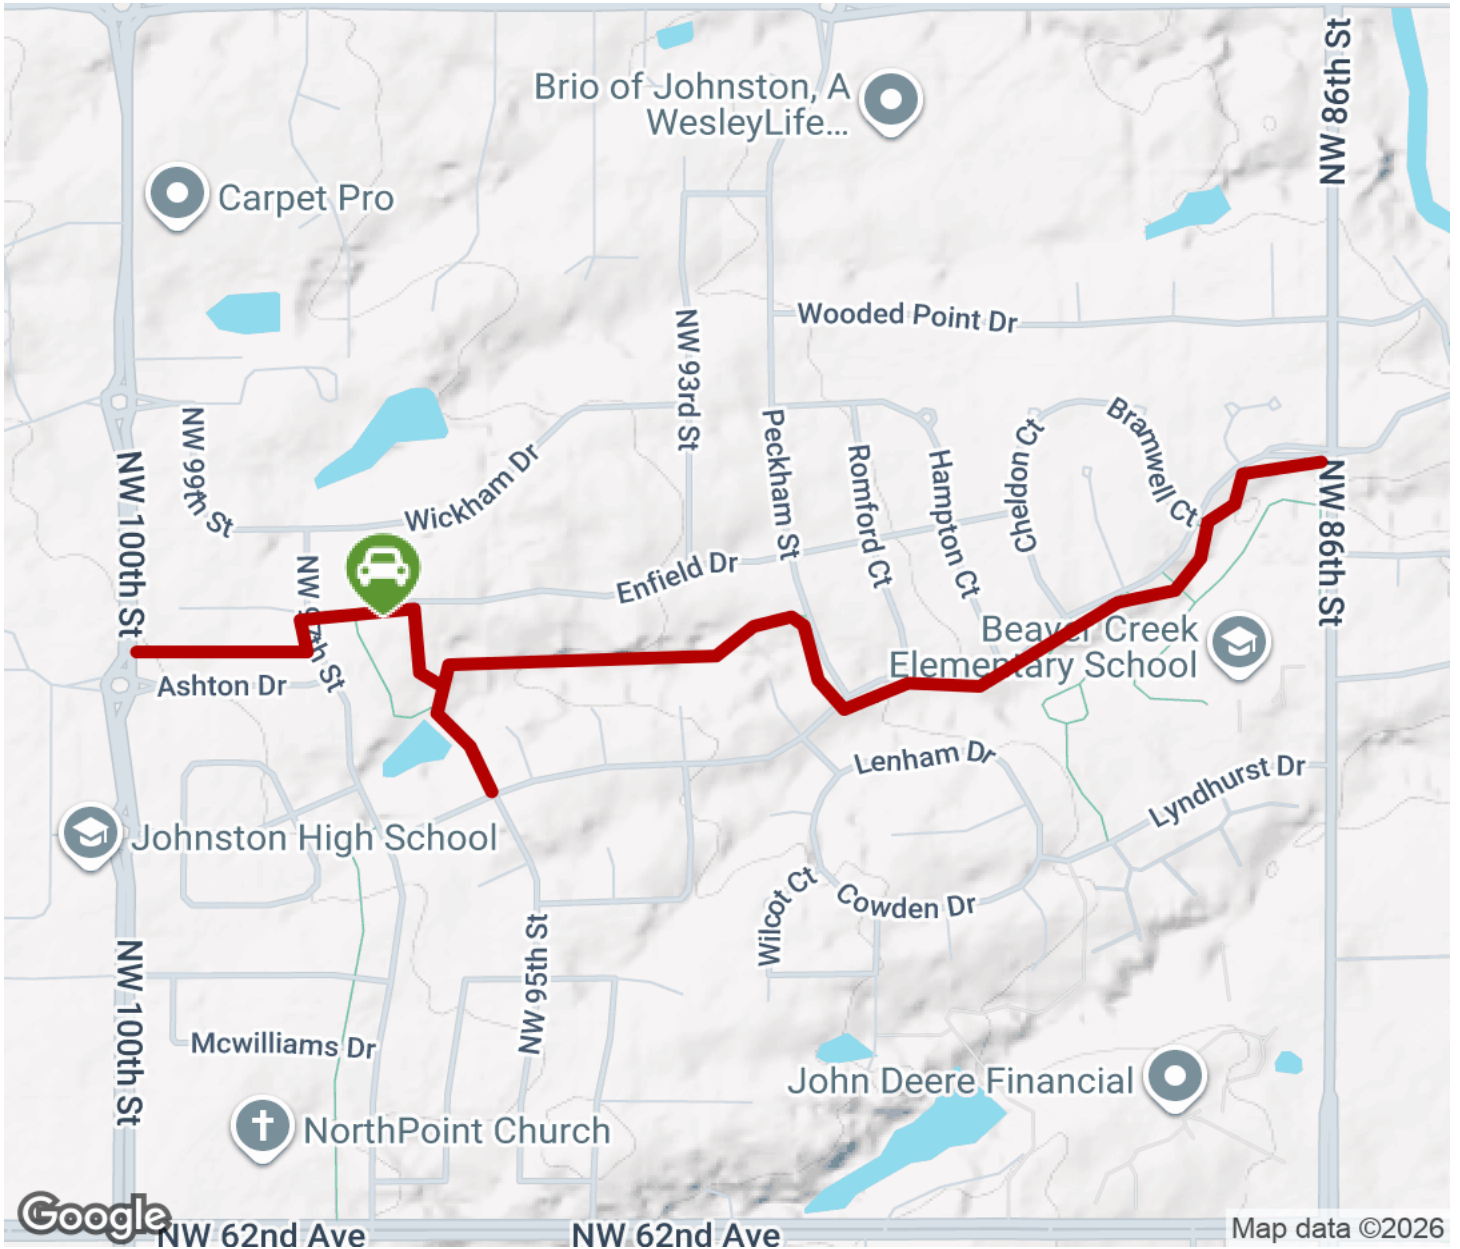 Brio of Johnston, A
WesleyLife...
NW 86th St
Carpet Pro
Wooded Point Dr
NW 93rd St
NW 99th St
NW 100th St
Wickham Dr
Peckham St
Romford Ct
Hampton Ct
Cheldon Ct
Bramwell Ct
NW 86th St
NW 97th St
Enfield Dr
Beaver Creek
Elementary School
Ashton Dr
Lenham Dr
Lyndhurst Dr
Johnston High School
Wilcot Ct
Cowden Dr
NW 100th St
NW 95th St
Mcwilliams Dr
John Deere Financial
NorthPoint Church
Google
NW 62nd Ave
NW 62nd Ave
Map data ©2026